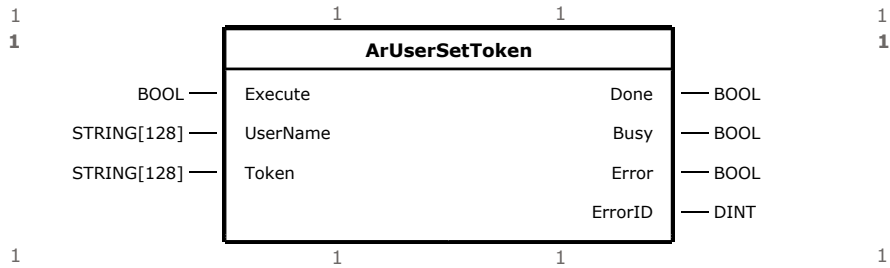 1 1 1 1
1 ArUserSetToken 1
BOOL Execute Done BOOL
STRING[128] UserName Busy BOOL
STRING[128] Token Error BOOL
ErrorID DINT
1 1 1 1